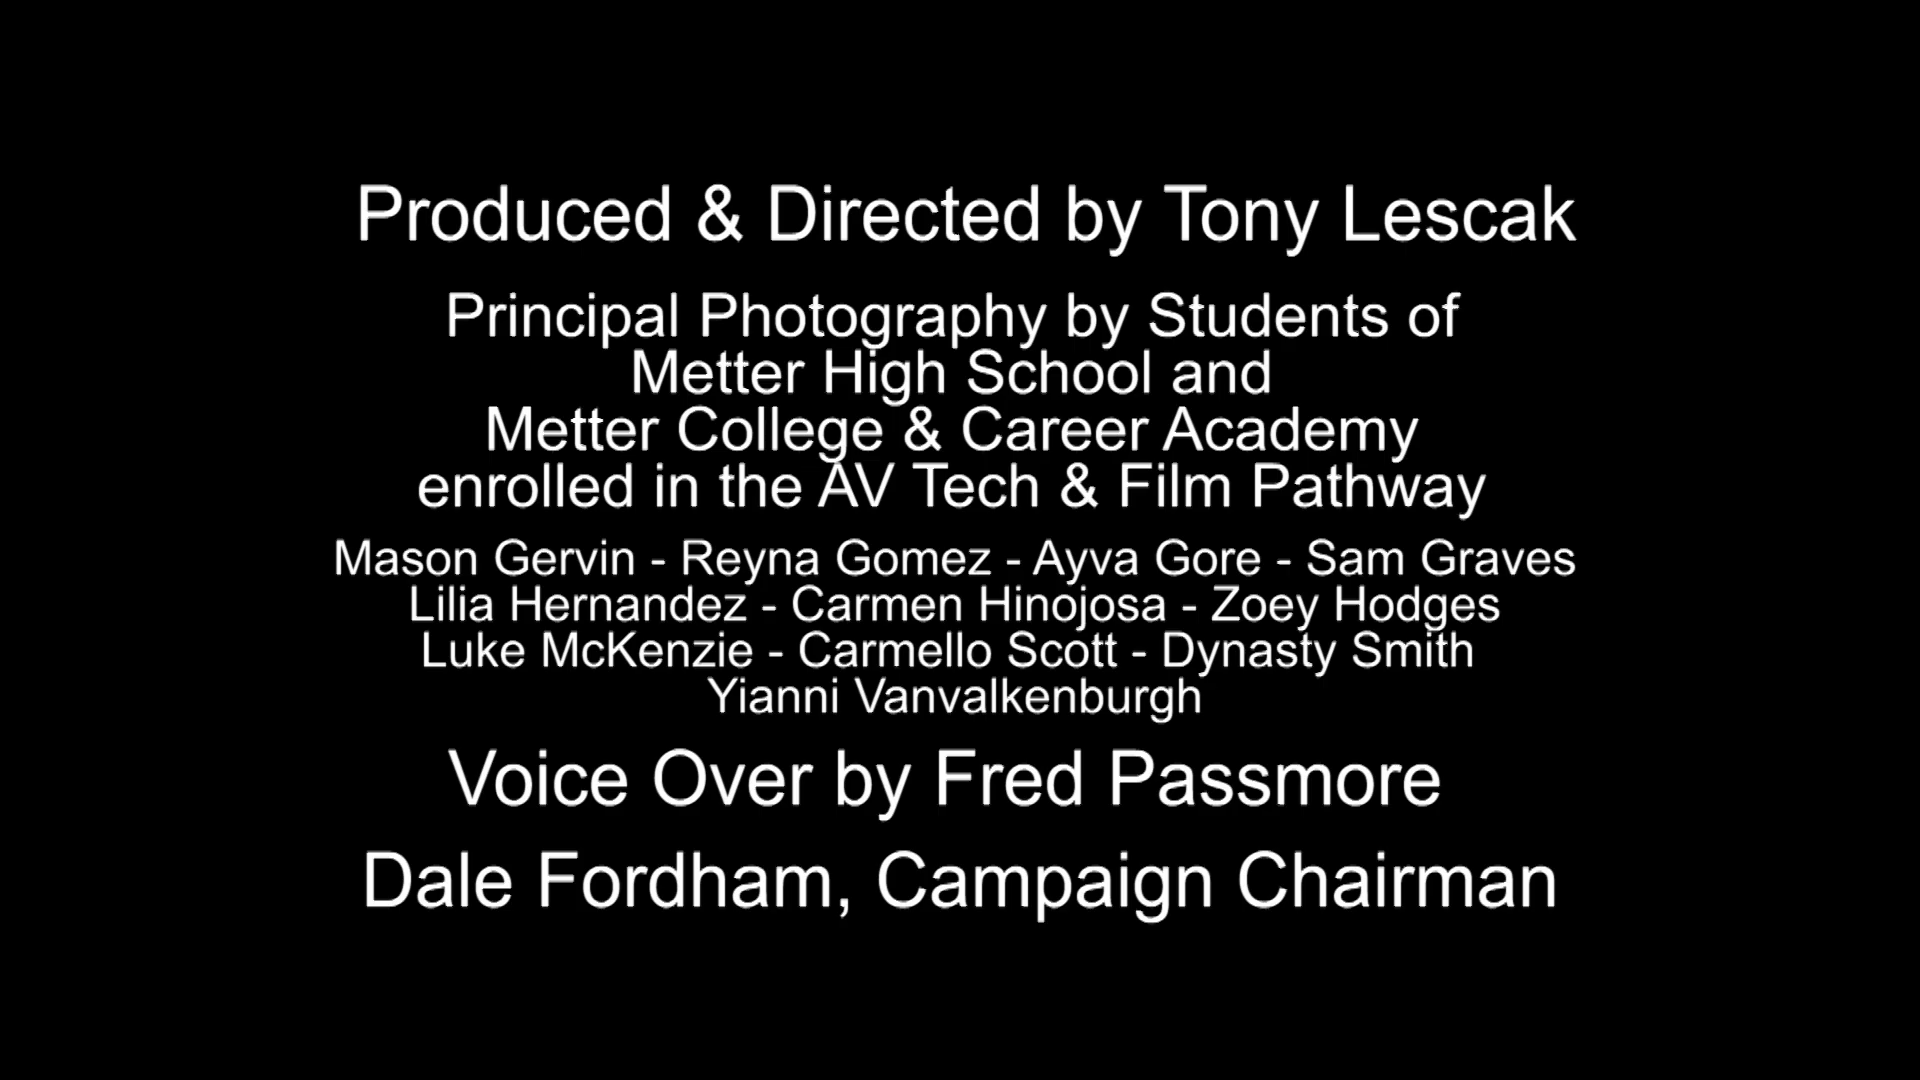 Produced & Directed by Tony Lescak
Principal Photography by Students of
Metter High School and
Metter College & Career Academy
enrolled in the AV Tech & Film Pathway
Mason Gervin - Reyna Gomez - Ayva Gore - Sam Graves
Lilia Hernandez - Carmen Hinojosa - Zoey Hodges
Luke McKenzie - Carmello Scott - Dynasty Smith
Yianni Vanvalkenburgh
Voice Over by Fred Passmore
Dale Fordham, Campaign Chairman